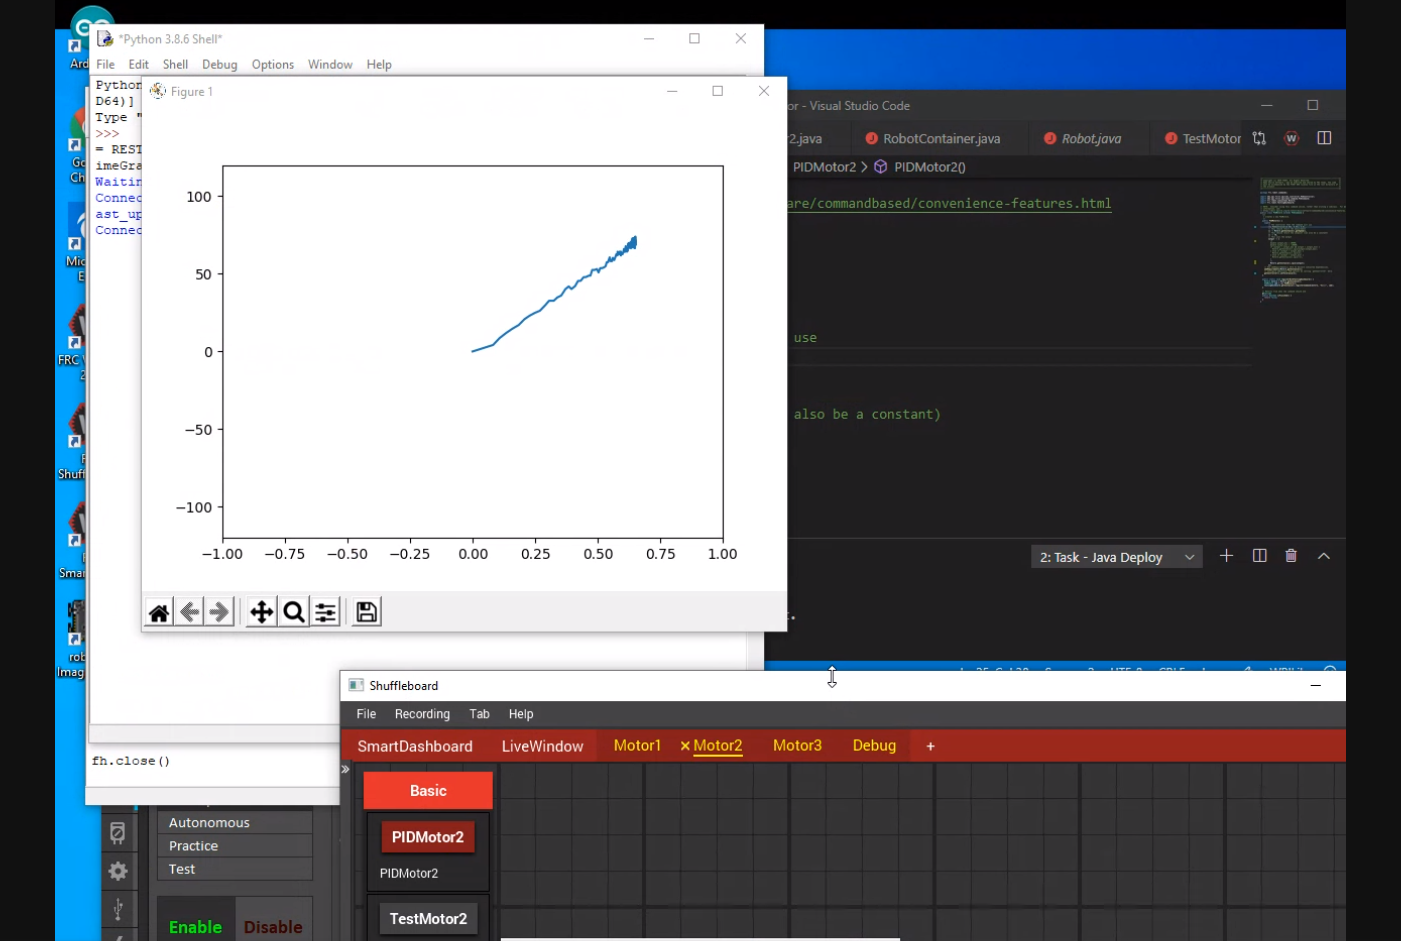 *Python 3.8.6 Shell*
File Edit Shell Debug Options Window Help
Python
D64)]
Type "
>>>
= REST
imeGra
Waitin
Connec
ast_up
Connec
Figure 1
100
50
0
−50
−100
−1.00 −0.75 −0.50 −0.25 0.00 0.25 0.50 0.75 1.00
or - Visual Studio Code
2.java RobotContainer.java Robot.java TestMotor
PIDMotor2 > PIDMotor2()
are/commandbased/convenience-features.html
use
also be a constant)
2: Task - Java Deploy
Ard
Go
Ch
Mic
E
FRC
2
Shuff
Smar
rob
Imag
Shuffleboard
File Recording Tab Help
SmartDashboard LiveWindow Motor1 Motor2 Motor3 Debug +
fh.close()
Basic
PIDMotor2
PIDMotor2
TestMotor2
Autonomous
Practice
Test
Enable Disable